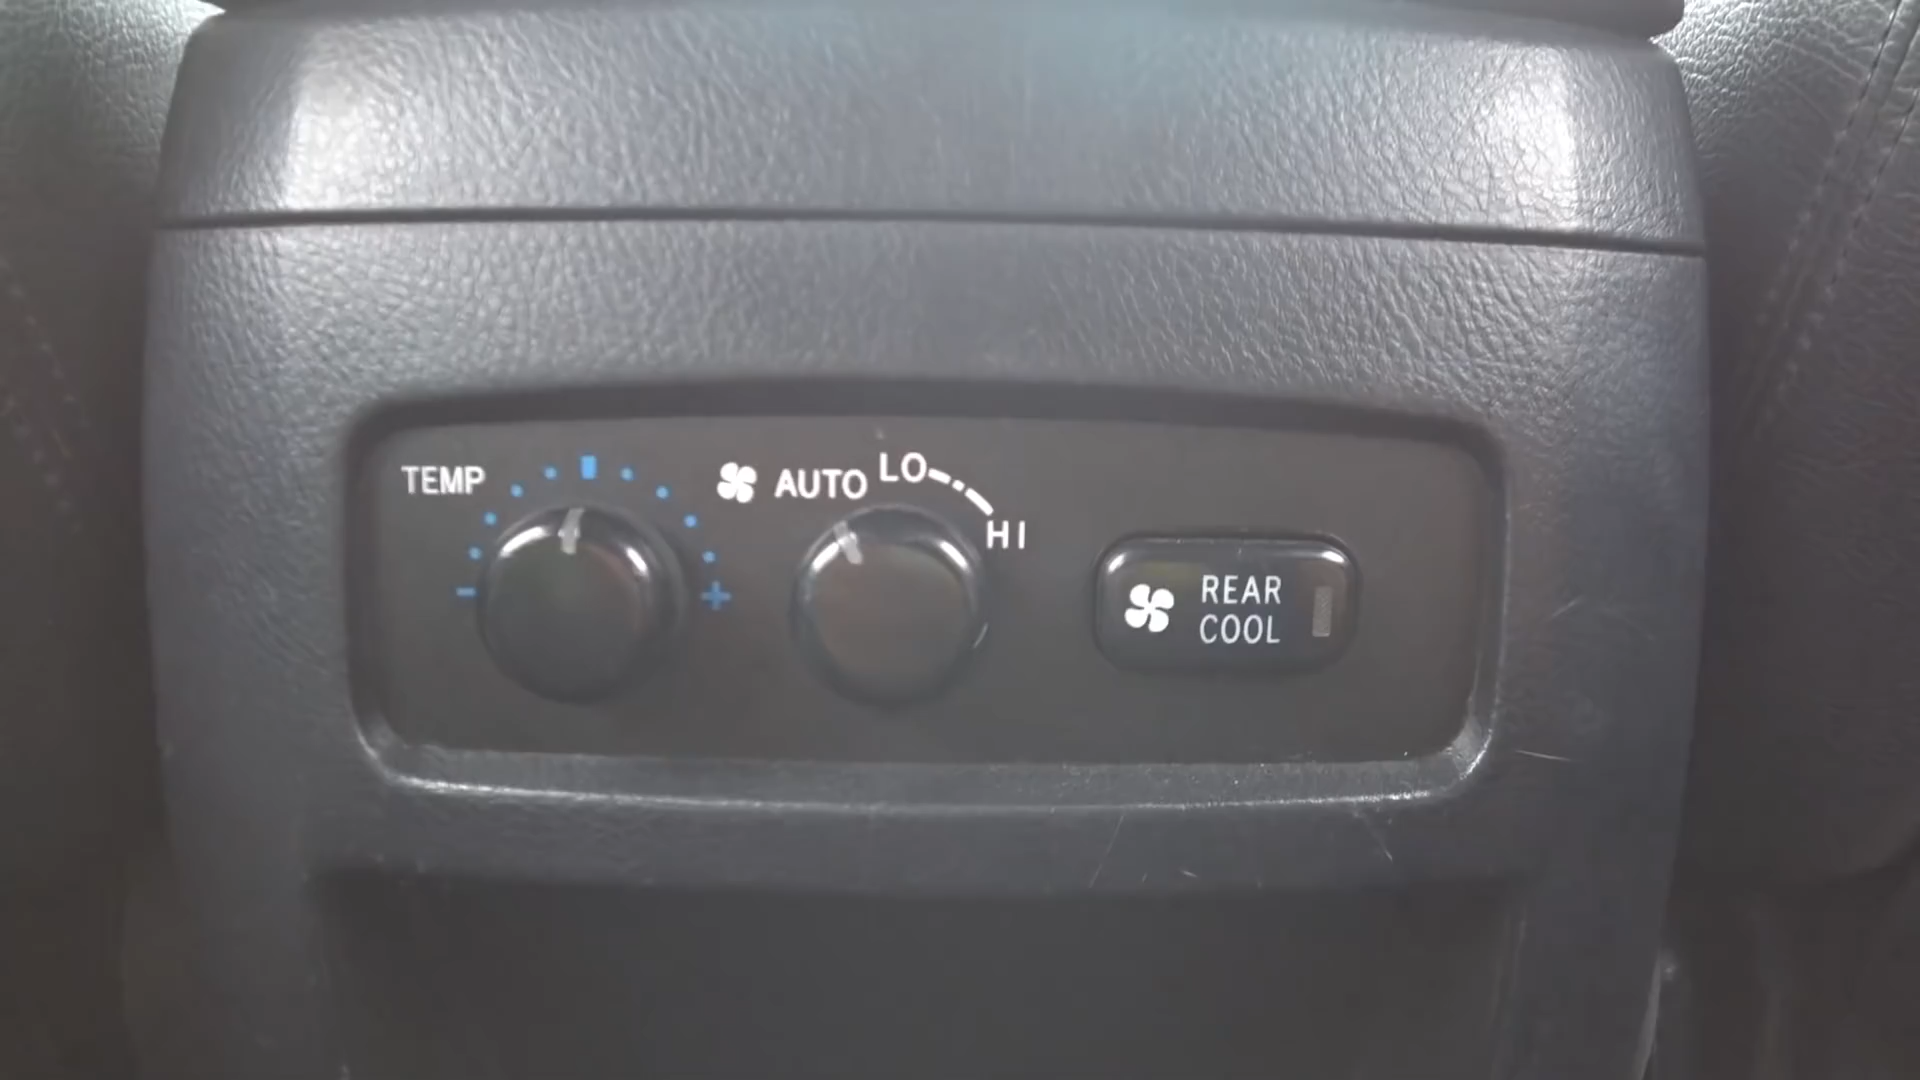 TEMP
- +
AUTO
LO
HI
REAR
COOL